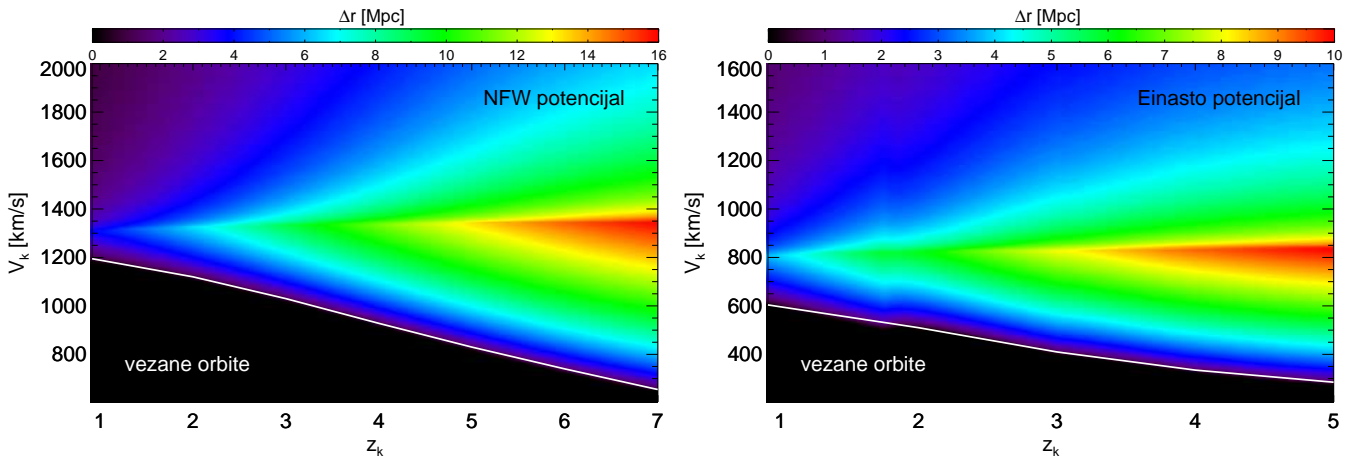 Δr [Mpc]
0 2 4 6 8 10 12 14 16
NFW potencijal
2000
1800
1600
1400
1200
1000
800
V_k [km/s]
vezane orbite
1 2 3 4 5 6 7
z_k
Δr [Mpc]
0 1 2 3 4 5 6 7 8 9 10
Einasto potencijal
1600
1400
1200
1000
800
600
400
V_k [km/s]
vezane orbite
1 2 3 4 5
z_k